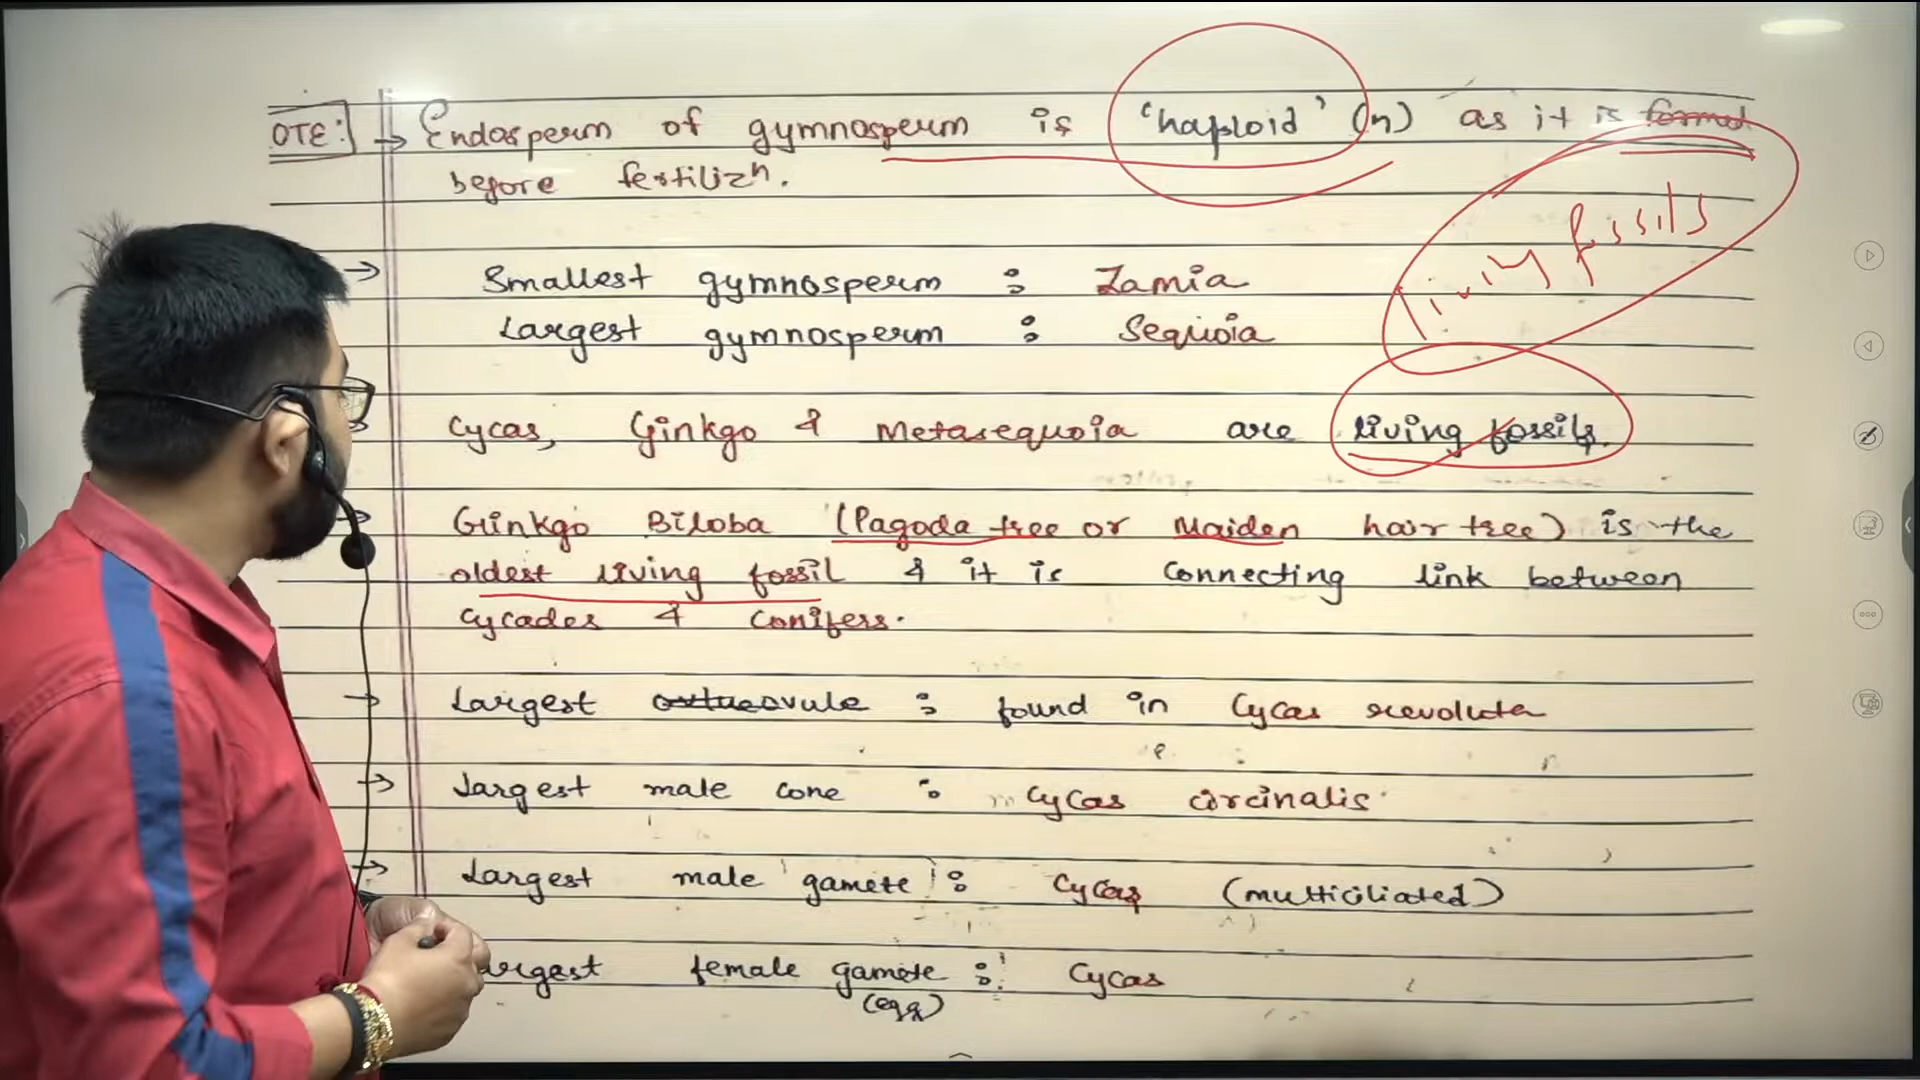 OTE: → Endosperm of gymnosperm is 'haploid' (n) as it is formed
before fertilizn.
living fossils
→ Smallest gymnosperm : Zamia
Largest gymnosperm : Sequoia
Cycas, Ginkgo & Metasequoia are living fossils.
→ Ginkgo Biloba (Pagoda tree or Maiden hair tree) is the
oldest living fossil & it is connecting link between
cycades & conifers.
→ Largest ovule : found in Cycas revoluta
→ Largest male cone : Cycas circinalis
→ Largest male gamete : Cycas (multiciliated)
argest female gamete : Cycas
(egg)